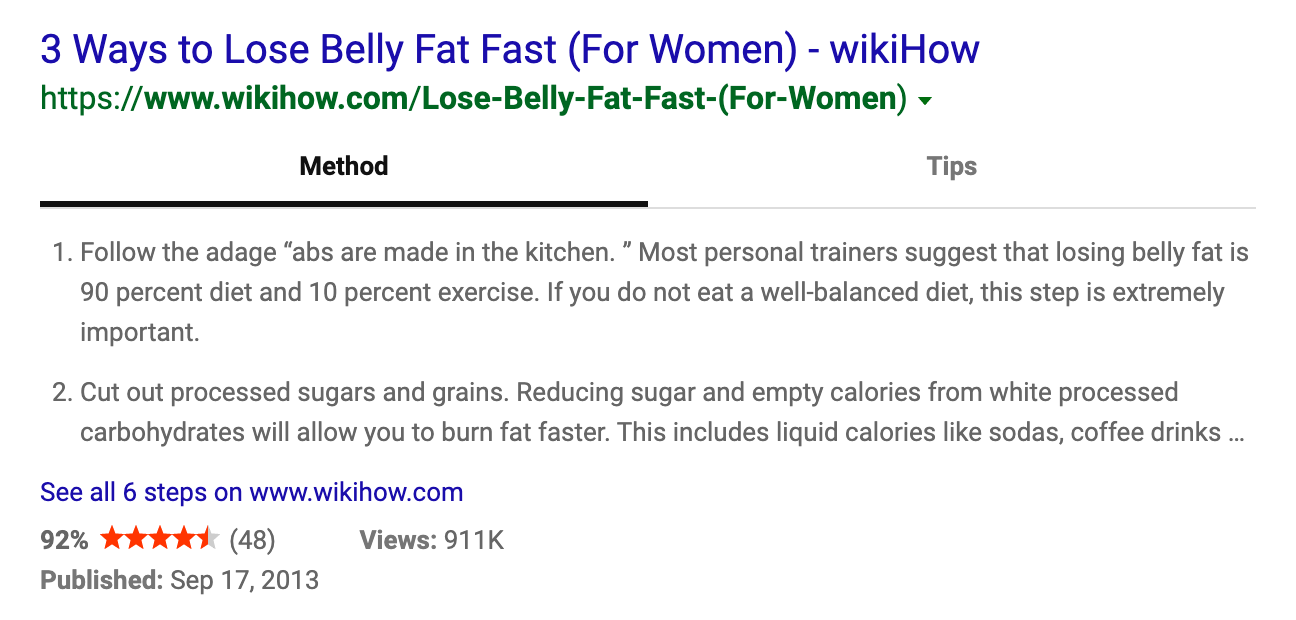 3 Ways to Lose Belly Fat Fast (For Women) - wikiHow
https://www.wikihow.com/Lose-Belly-Fat-Fast-(For-Women)
Method Tips
1. Follow the adage “abs are made in the kitchen. ” Most personal trainers suggest that losing belly fat is
90 percent diet and 10 percent exercise. If you do not eat a well-balanced diet, this step is extremely
important.
2. Cut out processed sugars and grains. Reducing sugar and empty calories from white processed
carbohydrates will allow you to burn fat faster. This includes liquid calories like sodas, coffee drinks ...
See all 6 steps on www.wikihow.com
92% (48) Views: 911K
Published: Sep 17, 2013